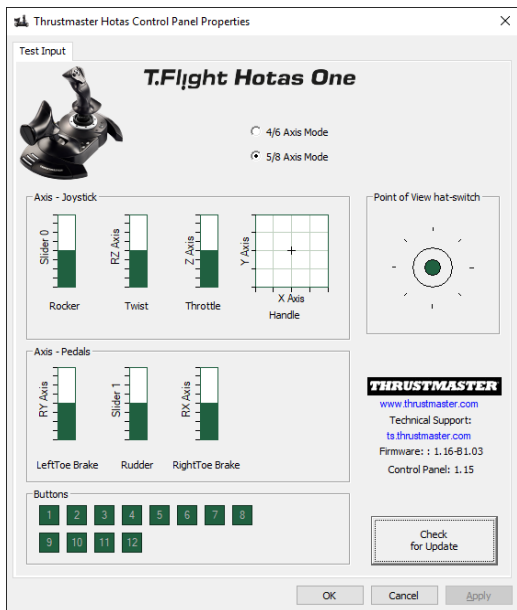 Thrustmaster Hotas Control Panel Properties
Test Input
T.Flight Hotas One
4/6 Axis Mode
5/8 Axis Mode
Axis - Joystick
Slider 0
RZ Axis
Z Axis
Y Axis
X Axis
Rocker
Twist
Throttle
Handle
Point of View hat-switch
Axis - Pedals
RY Axis
Slider 1
RX Axis
LeftToe Brake
Rudder
RightToe Brake
THRUSTMASTER
www.thrustmaster.com
Technical Support:
ts.thrustmaster.com
Firmware: : 1.16-B1.03
Control Panel: 1.15
Buttons
1 2 3 4 5 6 7 8
9 10 11 12
Check
for Update
OK Cancel Apply